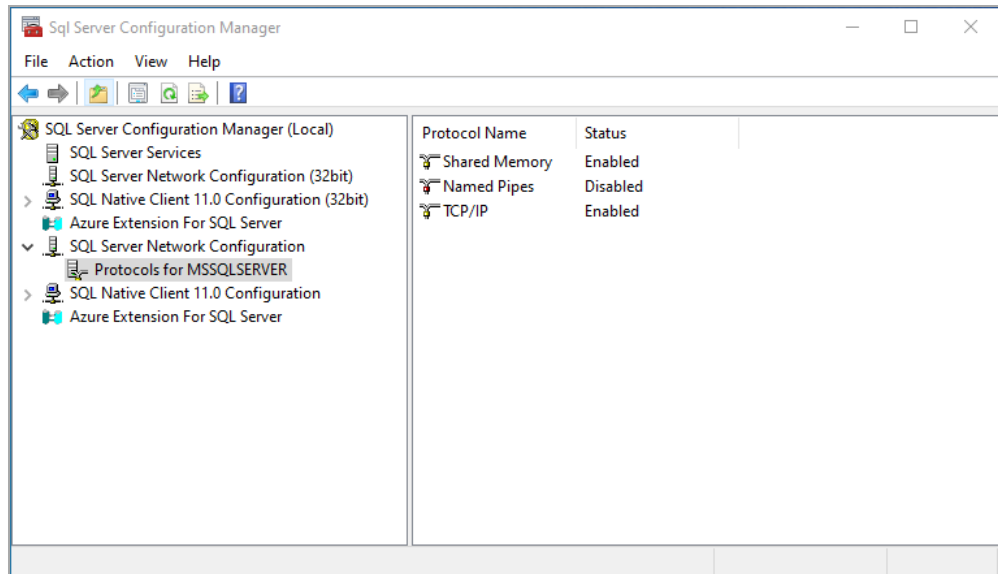 Sql Server Configuration Manager
File Action View Help
SQL Server Configuration Manager (Local)
SQL Server Services
SQL Server Network Configuration (32bit)
SQL Native Client 11.0 Configuration (32bit)
Azure Extension For SQL Server
SQL Server Network Configuration
Protocols for MSSQLSERVER
SQL Native Client 11.0 Configuration
Azure Extension For SQL Server
Protocol Name Status
Shared Memory Enabled
Named Pipes Disabled
TCP/IP Enabled